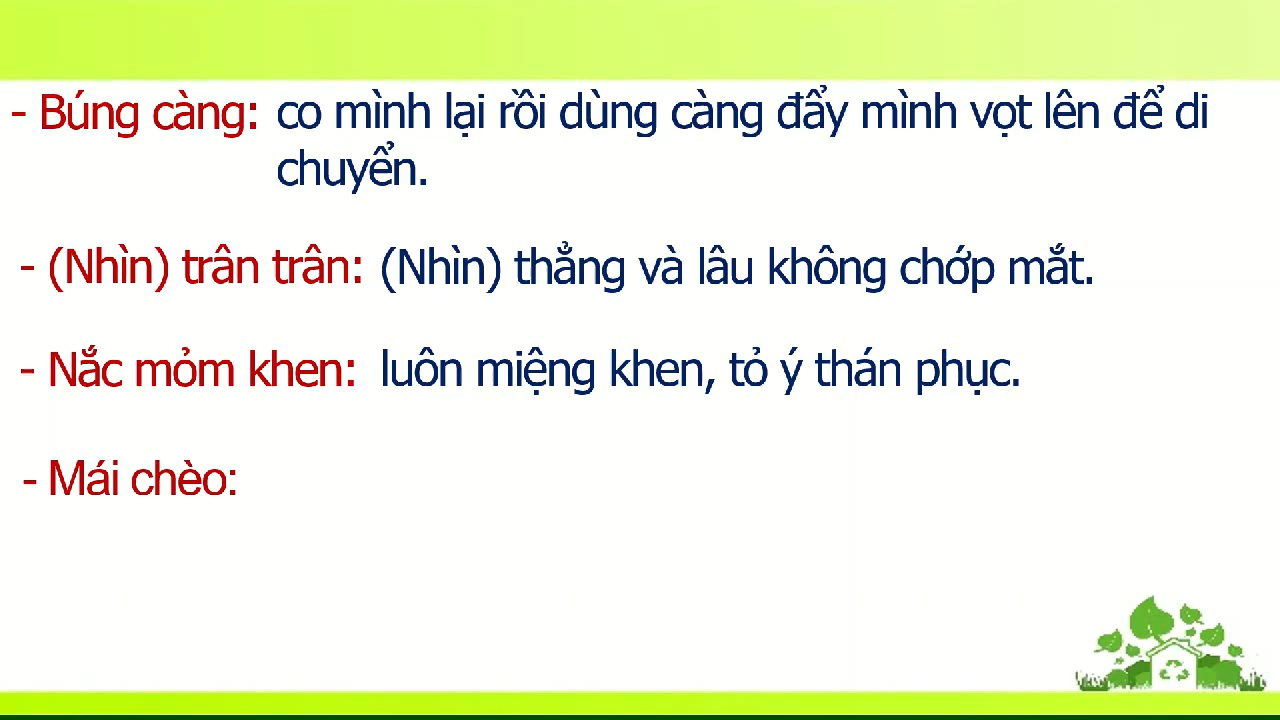 - Búng càng: co mình lại rồi dùng càng đẩy mình vọt lên để di
chuyển.
- (Nhìn) trân trân: (Nhìn) thẳng và lâu không chớp mắt.
- Nắc mỏm khen: luôn miệng khen, tỏ ý thán phục.
- Mái chèo: